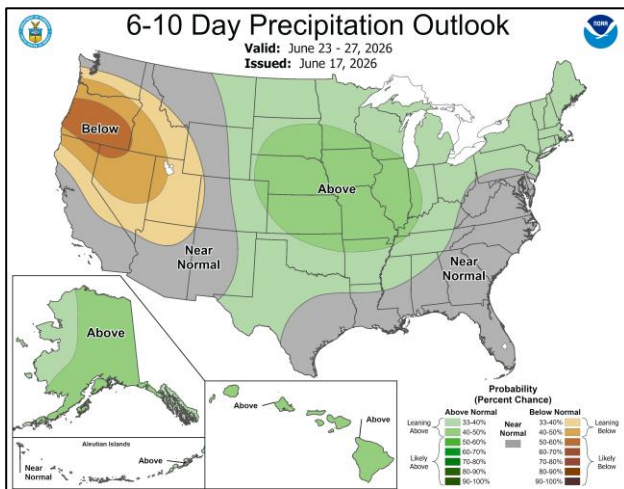 6-10 Day Precipitation Outlook
Valid: June 23 - 27, 2026
Issued: June 17, 2026
NOAA
Below
Above
Near
Normal
Near
Normal
Above
Aleutian Islands
Near
Normal
Above
Above
Above
Probability
(Percent Chance)
Above Normal
Below Normal
Near
Normal
Leaning
Above
Likely
Above
33-40%
40-50%
50-60%
60-70%
70-80%
80-90%
90-100%
33-40%
40-50%
50-60%
60-70%
70-80%
80-90%
90-100%
Leaning
Below
Likely
Below